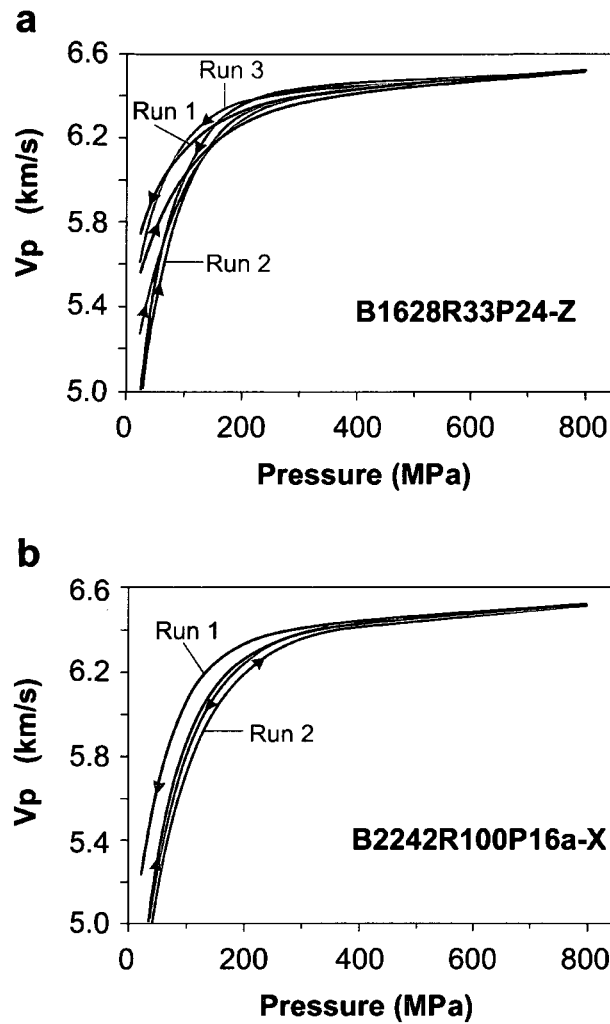 a
6.6
6.2
5.8
5.4
5.0
Vp (km/s)
Run 3
Run 1
Run 2
B1628R33P24-Z
0 200 400 600 800
Pressure (MPa)
b
6.6
6.2
5.8
5.4
5.0
Vp (km/s)
Run 1
Run 2
B2242R100P16a-X
0 200 400 600 800
Pressure (MPa)